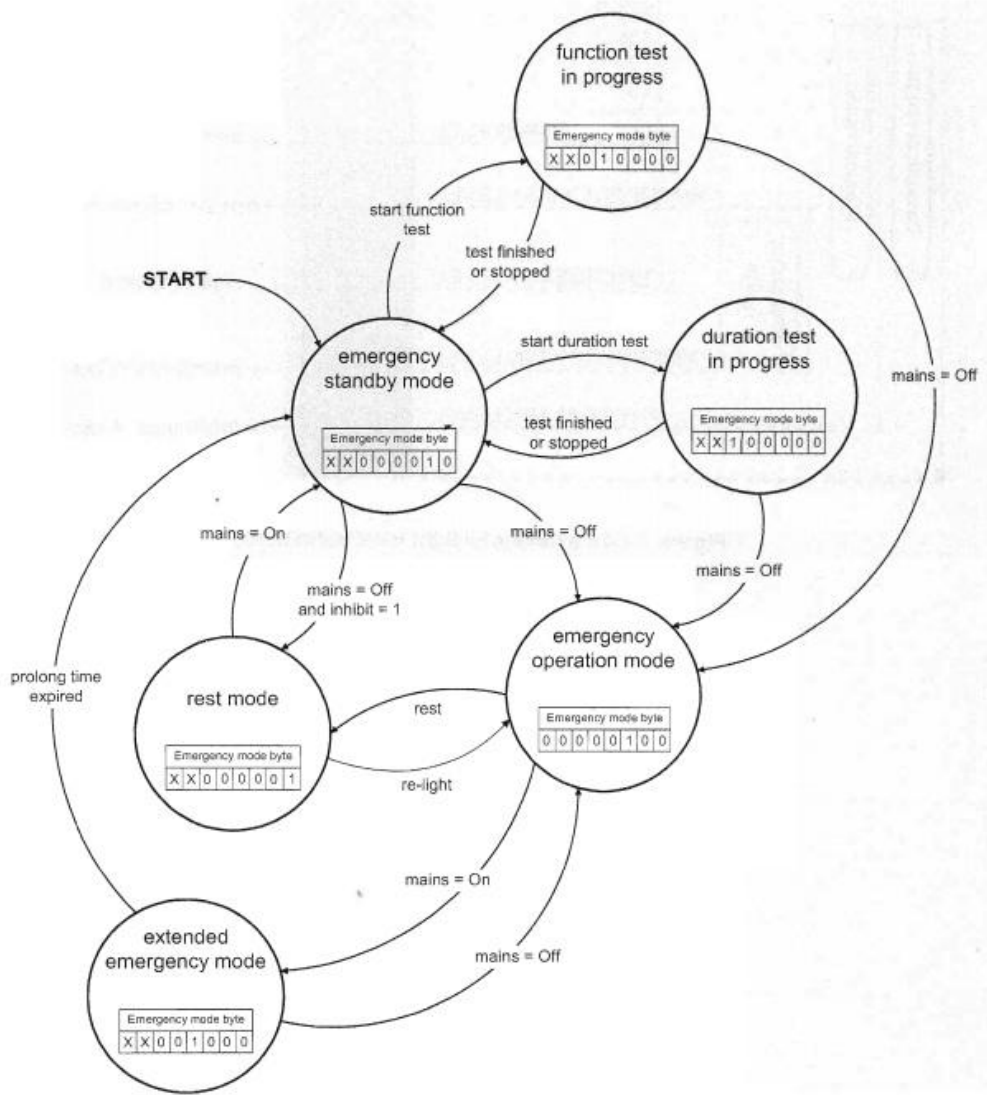 function test
in progress
Emergency mode byte
X X 0 1 0 0 0 0
start function
test
test finished
or stopped
START
emergency
standby mode
Emergency mode byte
X X 0 0 0 0 1 0
start duration test
test finished
or stopped
duration test
in progress
Emergency mode byte
X X 1 0 0 0 0 0
mains = Off
mains = On
mains = Off
mains = Off
and inhibit = 1
mains = Off
emergency
operation mode
Emergency mode byte
0 0 0 0 0 1 0 0
prolong time
expired
rest mode
Emergency mode byte
X X 0 0 0 0 0 1
rest
re-light
mains = On
mains = Off
extended
emergency mode
Emergency mode byte
X X 0 0 1 0 0 0